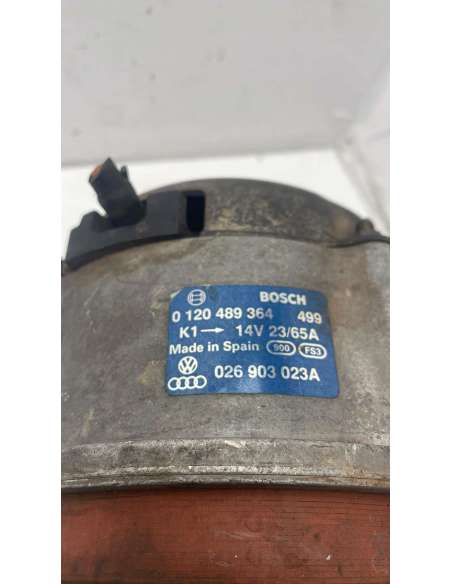 BOSCH
0 120 489 364 499
K1→ 14V 23/65A
Made in Spain 900 FS3
026 903 023A